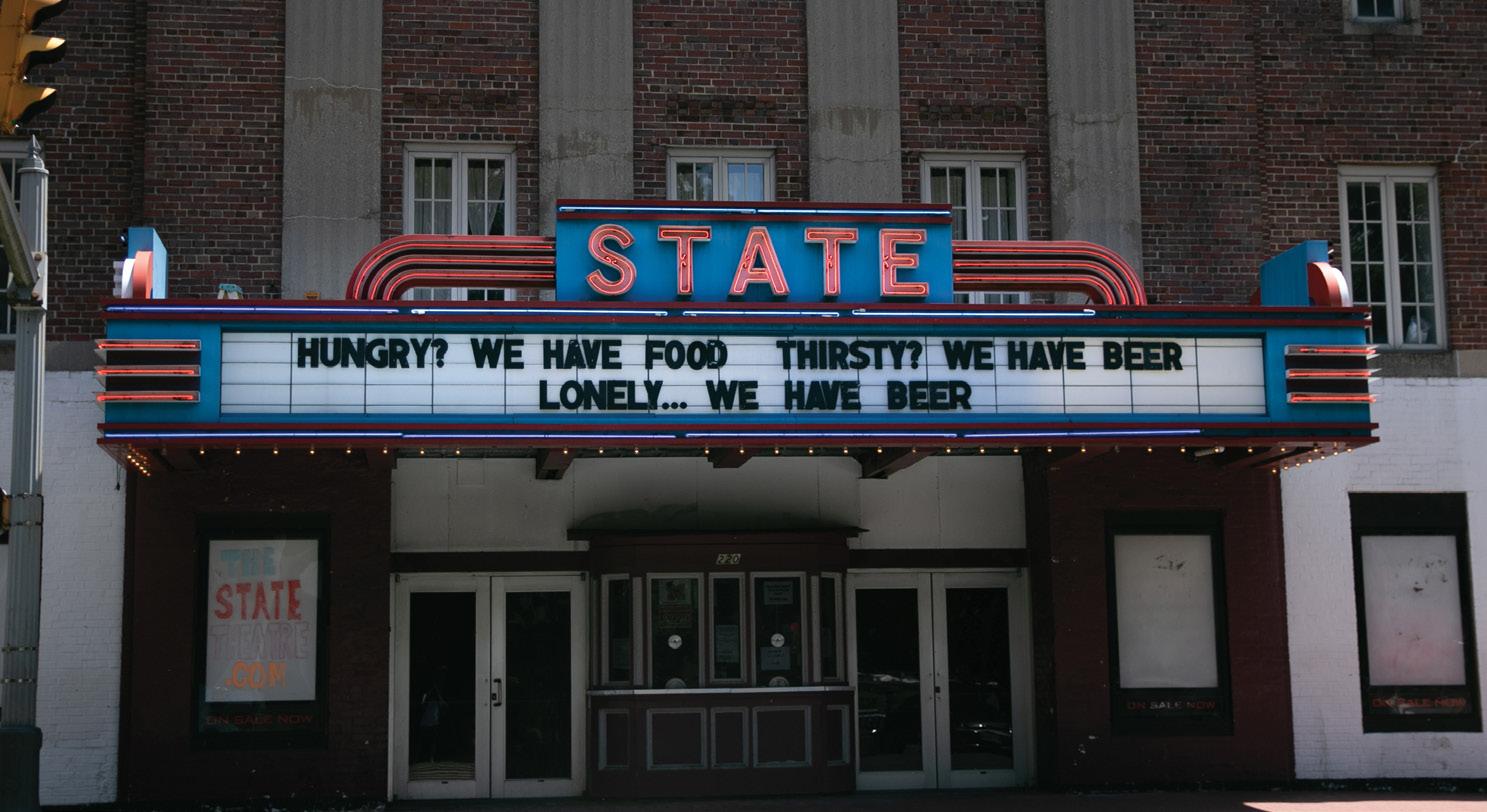 STATE
HUNGRY? WE HAVE FOOD THIRSTY? WE HAVE BEER
LONELY... WE HAVE BEER
220
THE
STATE
THEATRE
.COM
ON SALE NOW
ON SALE NOW
ON SALE NOW